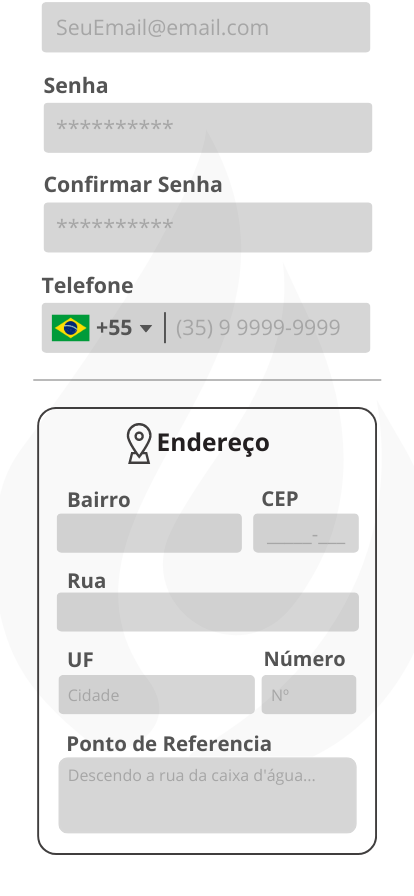 SeuEmail@email.com
Senha
**********
Confirmar Senha
**********
Telefone
+55 (35) 9 9999-9999
Endereço
Bairro CEP
_____-___
Rua
UF Número
Cidade Nº
Ponto de Referencia
Descendo a rua da caixa d'água...